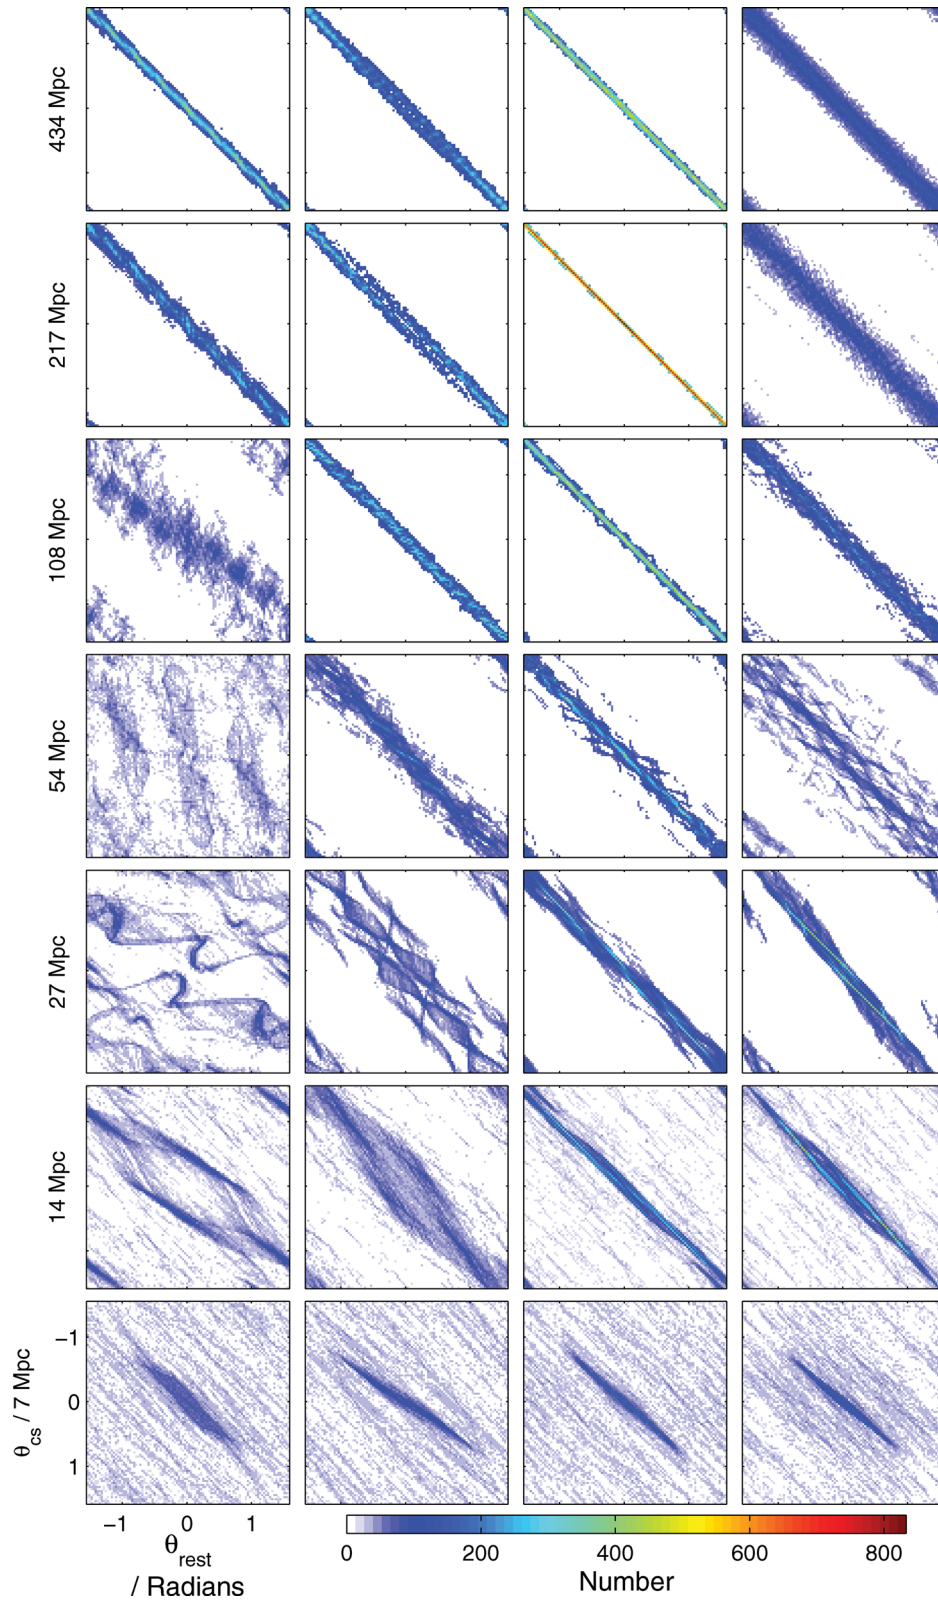 434 Mpc
217 Mpc
108 Mpc
54 Mpc
27 Mpc
14 Mpc
θcs / 7 Mpc
−1
0
1
−1 0 1
θrest
/ Radians
0 200 400 600 800
Number